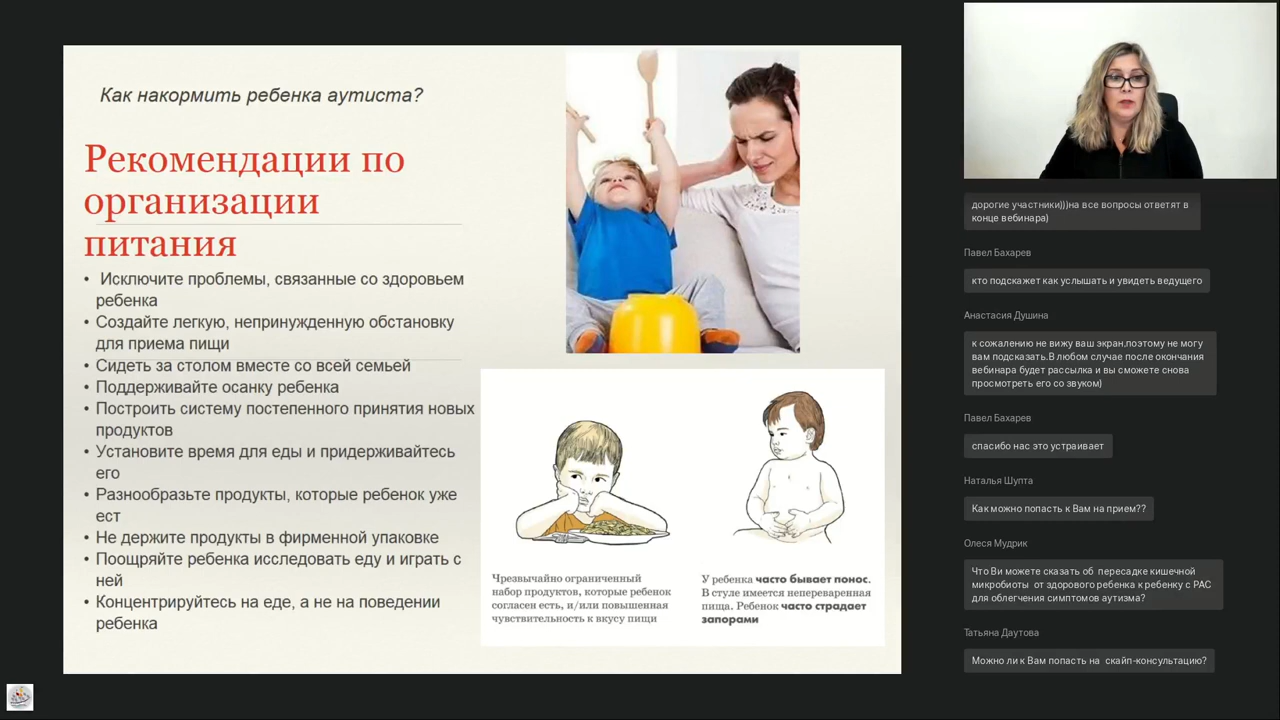 Как накормить ребенка аутиста?
Рекомендации по
организации
питания
• Исключите проблемы, связанные со здоровьем
ребенка
• Создайте легкую, непринужденную обстановку
для приема пищи
• Сидеть за столом вместе со всей семьей
• Поддерживайте осанку ребенка
• Построить систему постепенного принятия новых
продуктов
• Установите время для еды и придерживайтесь
его
• Разнообразьте продукты, которые ребенок уже
ест
• Не держите продукты в фирменной упаковке
• Поощряйте ребенка исследовать еду и играть с
ней
• Концентрируйтесь на еде, а не на поведении
ребенка
Чрезвычайно ограниченный
набор продуктов, которые ребенок
согласен есть, и/или повышенная
чувствительность к вкусу пищи
У ребенка часто бывает понос.
В стуле имеется непереваренная
пища. Ребенок часто страдает
запорами
дорогие участники)))на все вопросы ответят в
конце вебинара)
Павел Бахарев
кто подскажет как услышать и увидеть ведущего
Анастасия Душина
к сожалению не вижу ваш экран,поэтому не могу
вам подсказать.В любом случае после окончания
вебинара будет рассылка и вы сможете снова
просмотреть его со звуком)
Павел Бахарев
спасибо нас это устраивает
Наталья Шупта
Как можно попасть к Вам на прием??
Олеся Мудрик
Что Ви можете сказать об пересадке кишечной
микробиоты от здорового ребенка к ребенку с РАС
для облегчения симптомов аутизма?
Татьяна Даутова
Можно ли к Вам попасть на скайп-консультацию?